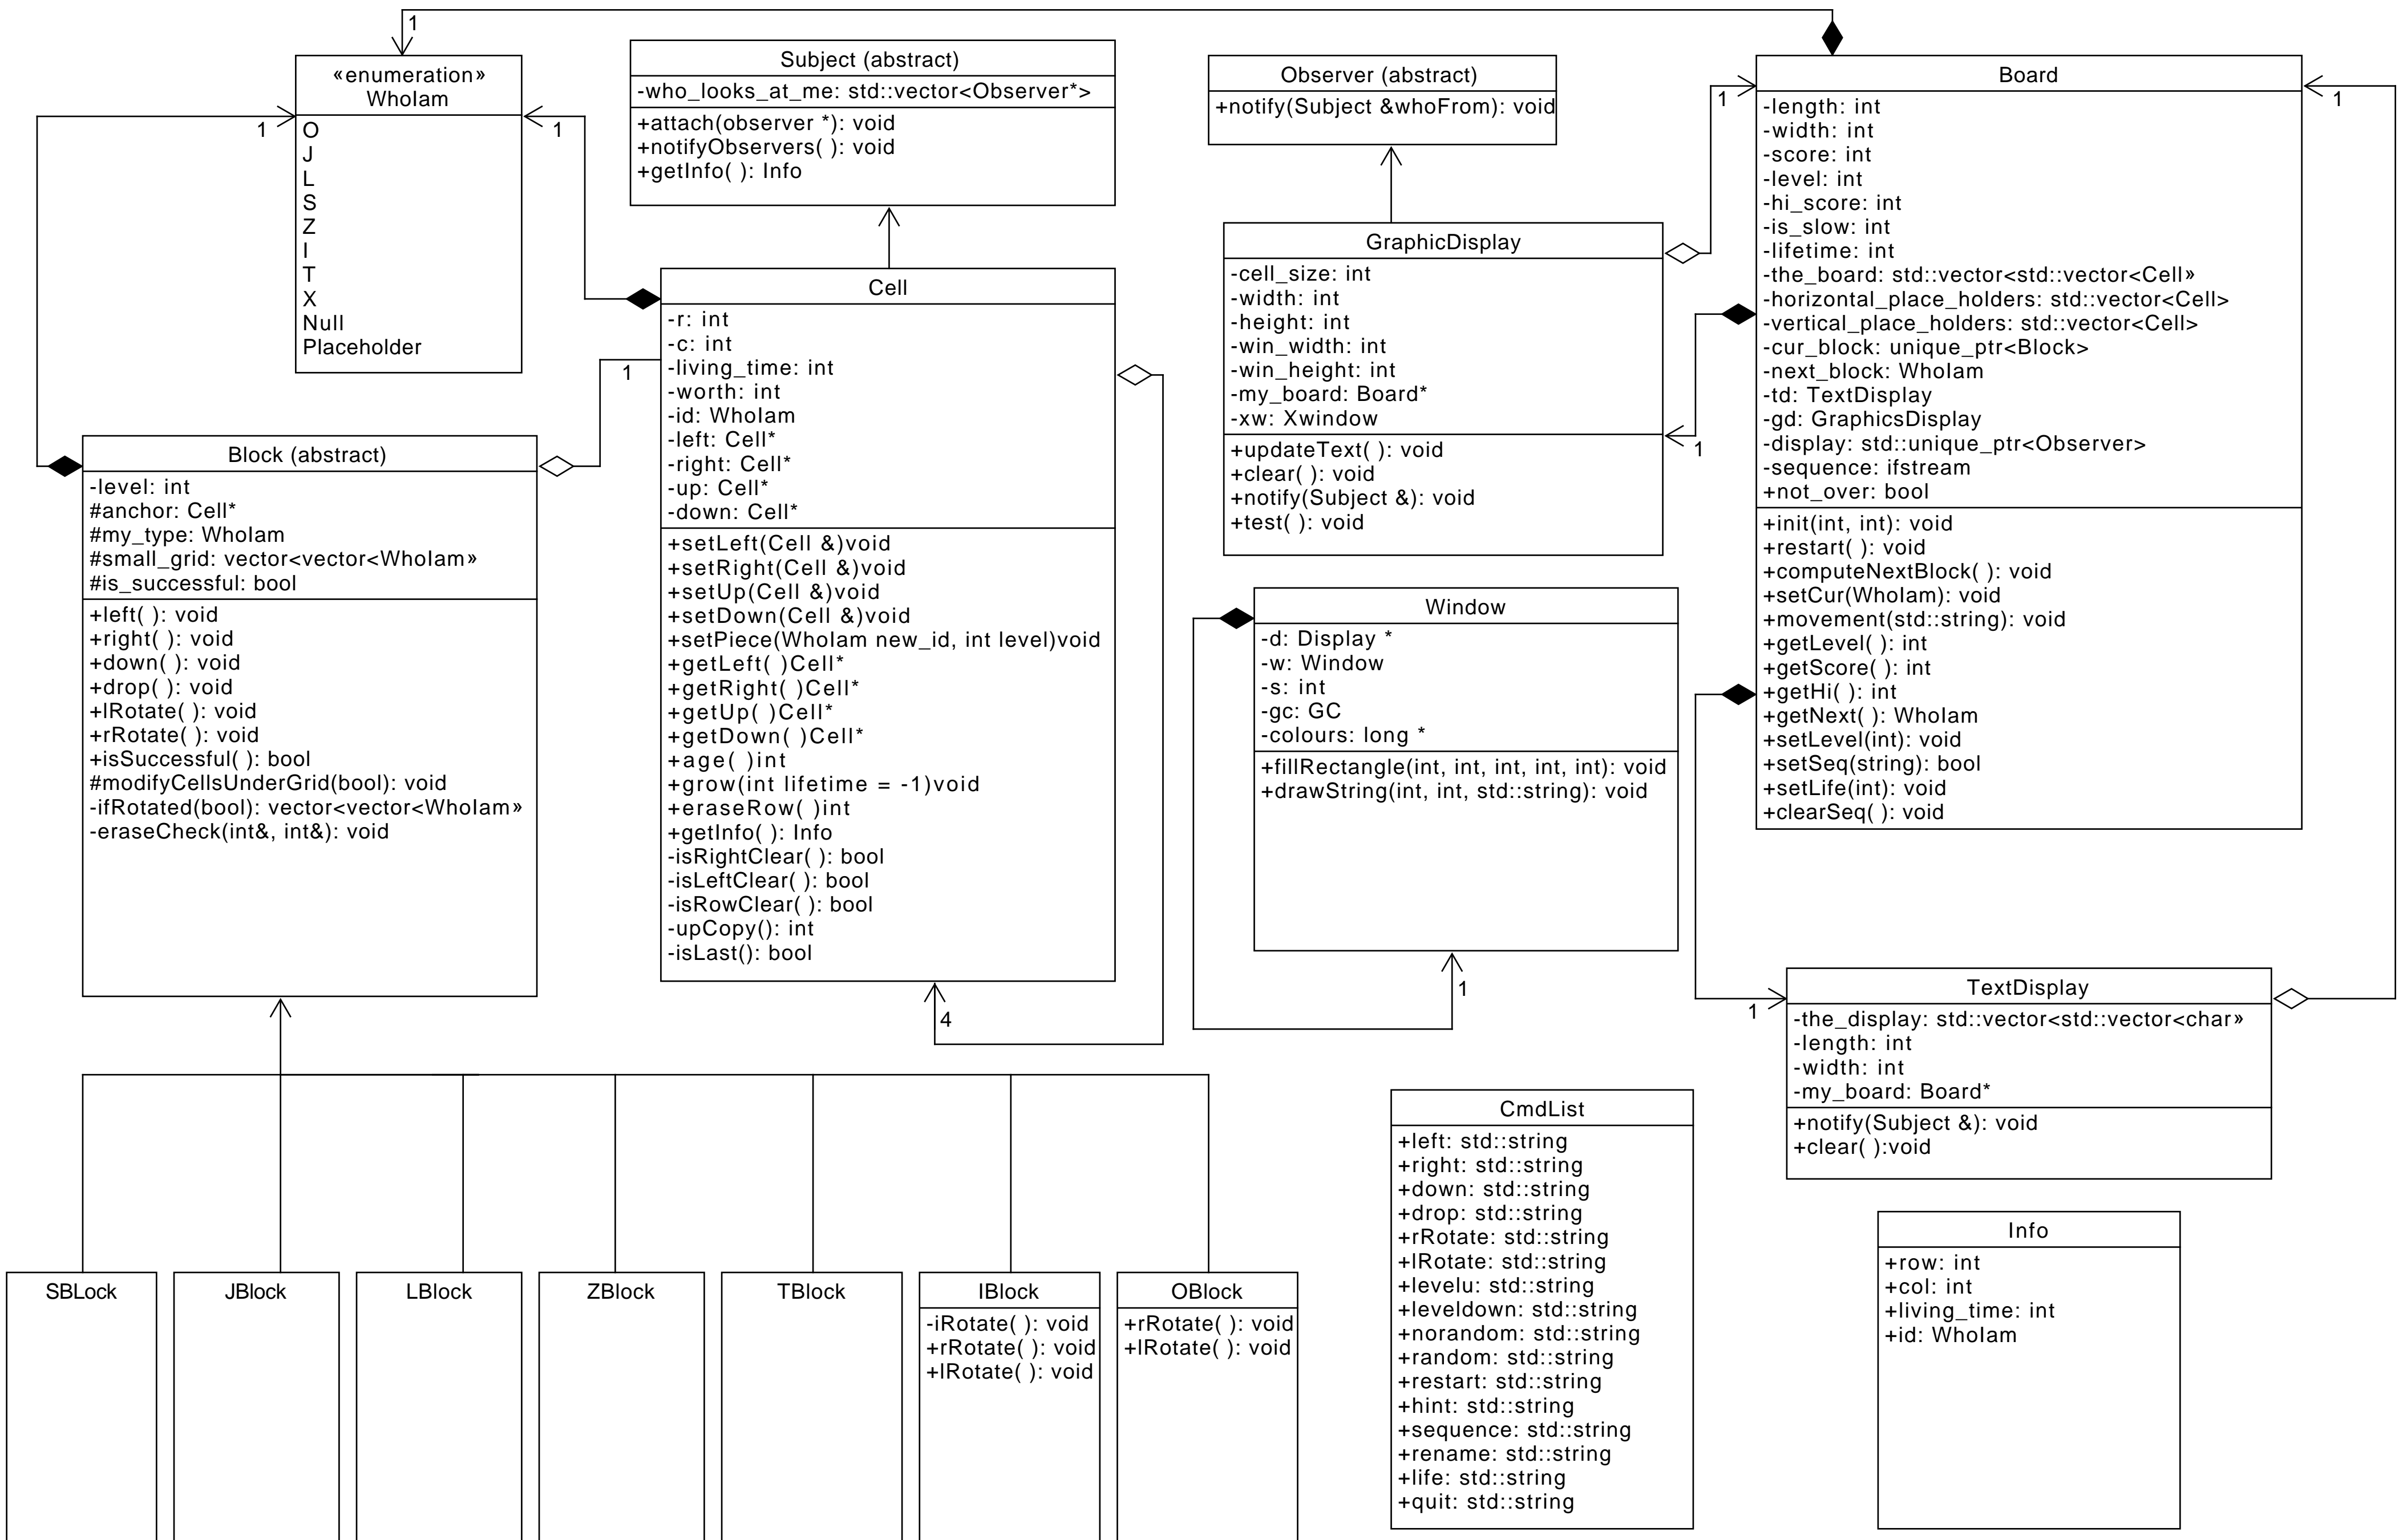 1
«enumeration»
WhoIam
O
J
L
S
Z
I
T
X
Null
Placeholder
1
1
Subject (abstract)
-who_looks_at_me: std::vector<Observer*>
+attach(observer *): void
+notifyObservers( ): void
+getInfo( ): Info
Observer (abstract)
+notify(Subject &whoFrom): void
Board
-length: int
-width: int
-score: int
-level: int
-hi_score: int
-is_slow: int
-lifetime: int
-the_board: std::vector<std::vector<Cell»
-horizontal_place_holders: std::vector<Cell>
-vertical_place_holders: std::vector<Cell>
-cur_block: unique_ptr<Block>
-next_block: WhoIam
-td: TextDisplay
-gd: GraphicsDisplay
-display: std::unique_ptr<Observer>
-sequence: ifstream
+not_over: bool
+init(int, int): void
+restart( ): void
+computeNextBlock( ): void
+setCur(WhoIam): void
+movement(std::string): void
+getLevel( ): int
+getScore( ): int
+getHi( ): int
+getNext( ): WhoIam
+setLevel(int): void
+setSeq(string): bool
+setLife(int): void
+clearSeq( ): void
1
1
GraphicDisplay
-cell_size: int
-width: int
-height: int
-win_width: int
-win_height: int
-my_board: Board*
-xw: Xwindow
+updateText( ): void
+clear( ): void
+notify(Subject &): void
+test( ): void
1
Cell
-r: int
-c: int
-living_time: int
-worth: int
-id: WhoIam
-left: Cell*
-right: Cell*
-up: Cell*
-down: Cell*
+setLeft(Cell &)void
+setRight(Cell &)void
+setUp(Cell &)void
+setDown(Cell &)void
+setPiece(WhoIam new_id, int level)void
+getLeft( )Cell*
+getRight( )Cell*
+getUp( )Cell*
+getDown( )Cell*
+age( )int
+grow(int lifetime = -1)void
+eraseRow( )int
+getInfo( ): Info
-isRightClear( ): bool
-isLeftClear( ): bool
-isRowClear( ): bool
-upCopy(): int
-isLast(): bool
1
4
Block (abstract)
-level: int
#anchor: Cell*
#my_type: WhoIam
#small_grid: vector<vector<WhoIam»
#is_successful: bool
+left( ): void
+right( ): void
+down( ): void
+drop( ): void
+lRotate( ): void
+rRotate( ): void
+isSuccessful( ): bool
#modifyCellsUnderGrid(bool): void
-ifRotated(bool): vector<vector<WhoIam»
-eraseCheck(int&, int&): void
Window
-d: Display *
-w: Window
-s: int
-gc: GC
-colours: long *
+fillRectangle(int, int, int, int, int): void
+drawString(int, int, std::string): void
1
1
TextDisplay
-the_display: std::vector<std::vector<char»
-length: int
-width: int
-my_board: Board*
+notify(Subject &): void
+clear( ):void
SBLock
JBlock
LBlock
ZBlock
TBlock
IBlock
-iRotate( ): void
+rRotate( ): void
+lRotate( ): void
OBlock
+rRotate( ): void
+lRotate( ): void
CmdList
+left: std::string
+right: std::string
+down: std::string
+drop: std::string
+rRotate: std::string
+lRotate: std::string
+levelu: std::string
+leveldown: std::string
+norandom: std::string
+random: std::string
+restart: std::string
+hint: std::string
+sequence: std::string
+rename: std::string
+life: std::string
+quit: std::string
Info
+row: int
+col: int
+living_time: int
+id: WhoIam